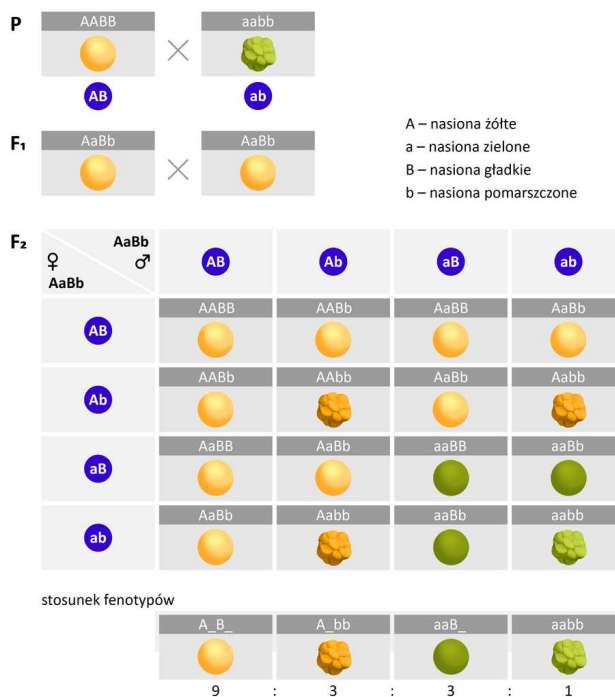 P
AABB
aabb
AB
ab
A – nasiona żółte
a – nasiona zielone
B – nasiona gładkie
b – nasiona pomarszczone
F₁
AaBb
AaBb
F₂
AaBb
♀ ♂
AaBb
AB Ab aB ab
AABB AABb AaBB AaBb
AB
AABb AAbb AaBb Aabb
Ab
AaBB AaBb aaBB aaBb
aB
AaBb Aabb aaBb aabb
ab
stosunek fenotypów
A_B_ A_bb aaB_ aabb
9 : 3 : 3 : 1